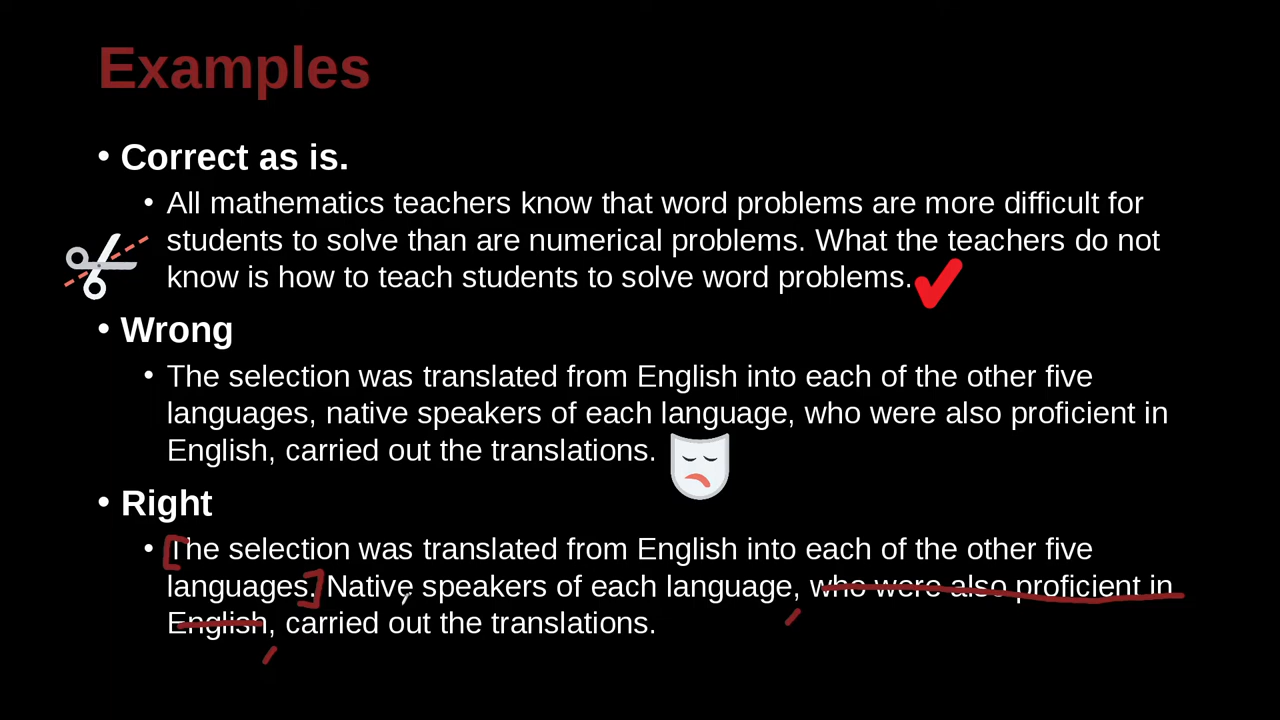 Examples
• Correct as is.
• All mathematics teachers know that word problems are more difficult for
students to solve than are numerical problems. What the teachers do not
know is how to teach students to solve word problems.
• Wrong
• The selection was translated from English into each of the other five
languages, native speakers of each language, who were also proficient in
English, carried out the translations.
• Right
• The selection was translated from English into each of the other five
languages. Native speakers of each language, who were also proficient in
English, carried out the translations.